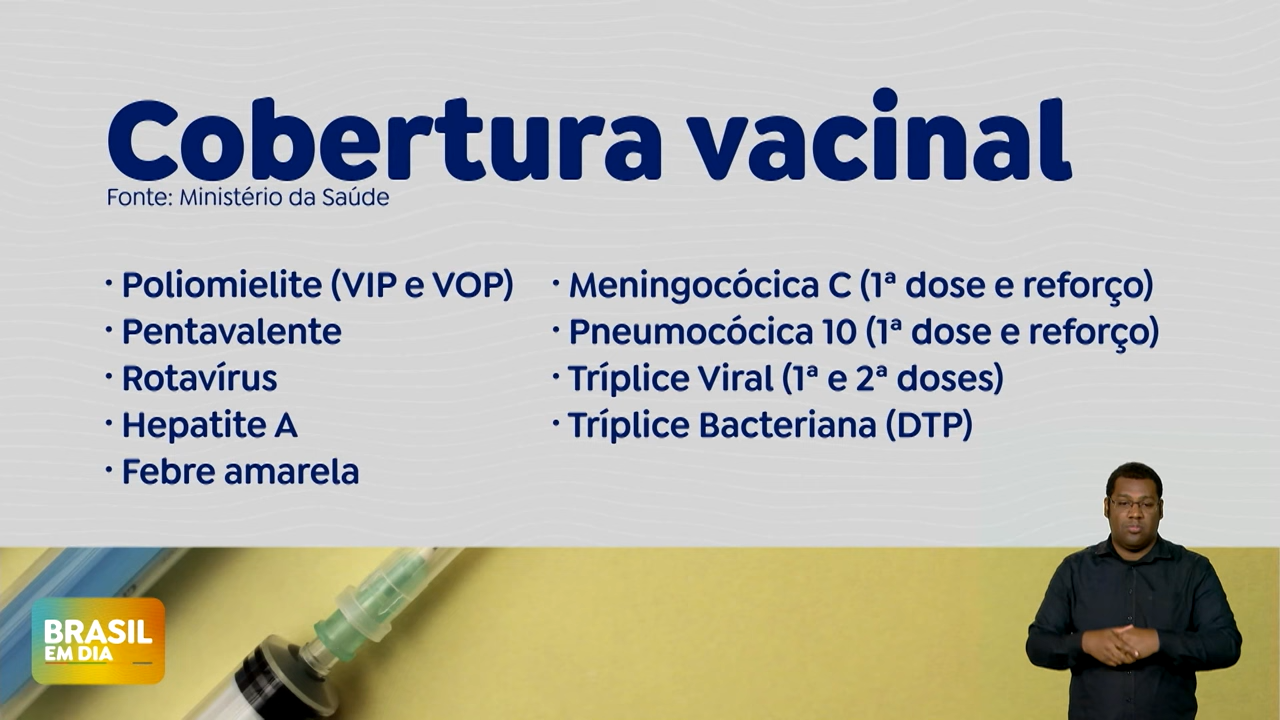 Cobertura vacinal
Fonte: Ministério da Saúde
· Poliomielite (VIP e VOP)
· Pentavalente
· Rotavírus
· Hepatite A
· Febre amarela
· Meningocócica C (1ª dose e reforço)
· Pneumocócica 10 (1ª dose e reforço)
· Tríplice Viral (1ª e 2ª doses)
· Tríplice Bacteriana (DTP)
BRASIL
EM DIA